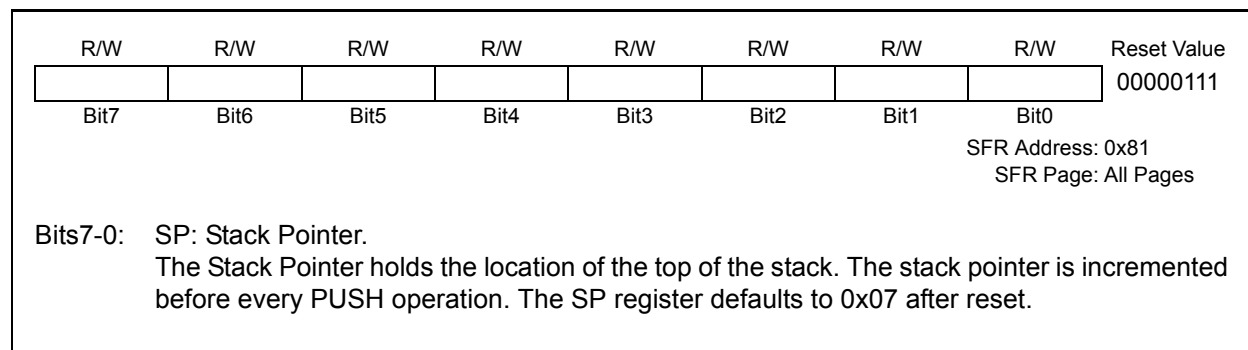 R/W R/W R/W R/W R/W R/W R/W R/W Reset Value
00000111
Bit7 Bit6 Bit5 Bit4 Bit3 Bit2 Bit1 Bit0
SFR Address: 0x81
SFR Page: All Pages
Bits7-0: SP: Stack Pointer.
The Stack Pointer holds the location of the top of the stack. The stack pointer is incremented
before every PUSH operation. The SP register defaults to 0x07 after reset.